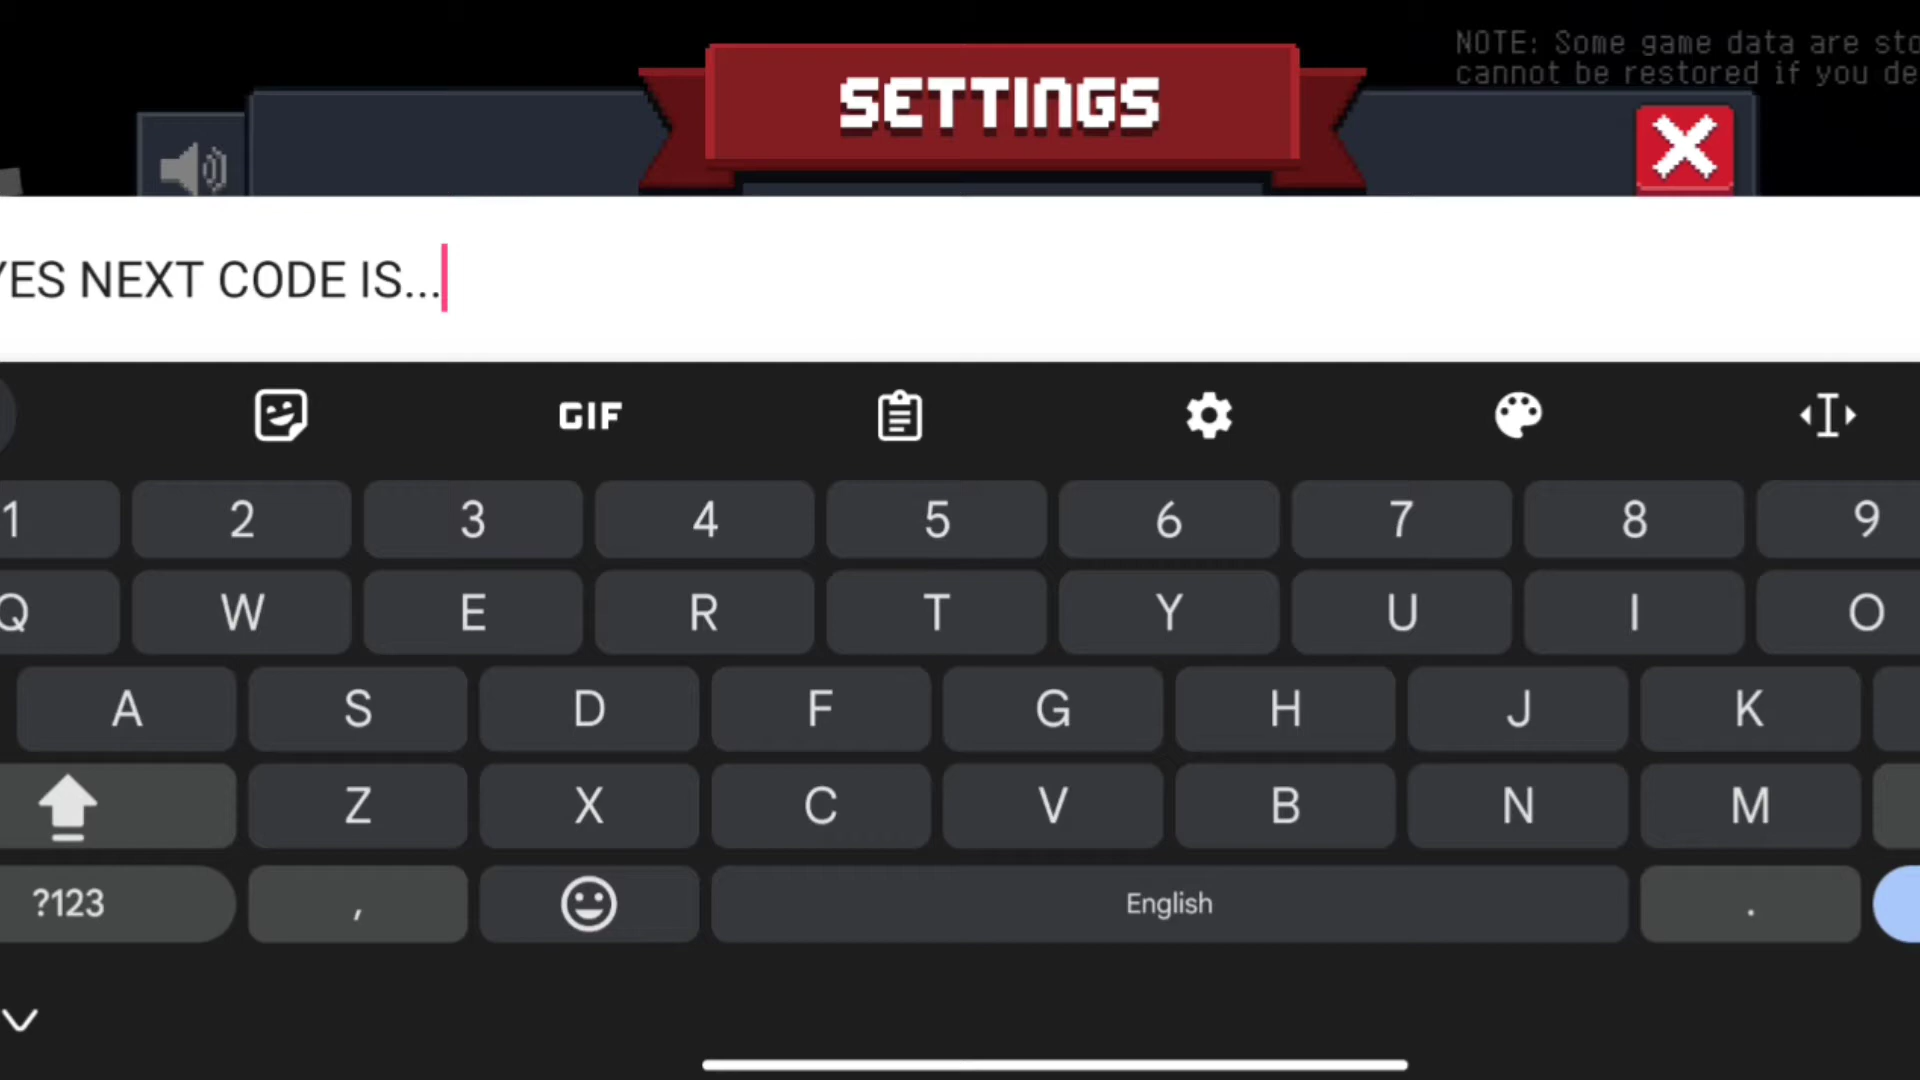 NOTE: Some game data are sto
cannot be restored if you de
SETTINGS
YES NEXT CODE IS...
GIF
1 2 3 4 5 6 7 8 9
Q W E R T Y U I O
A S D F G H J K
Z X C V B N M
?123 , English .